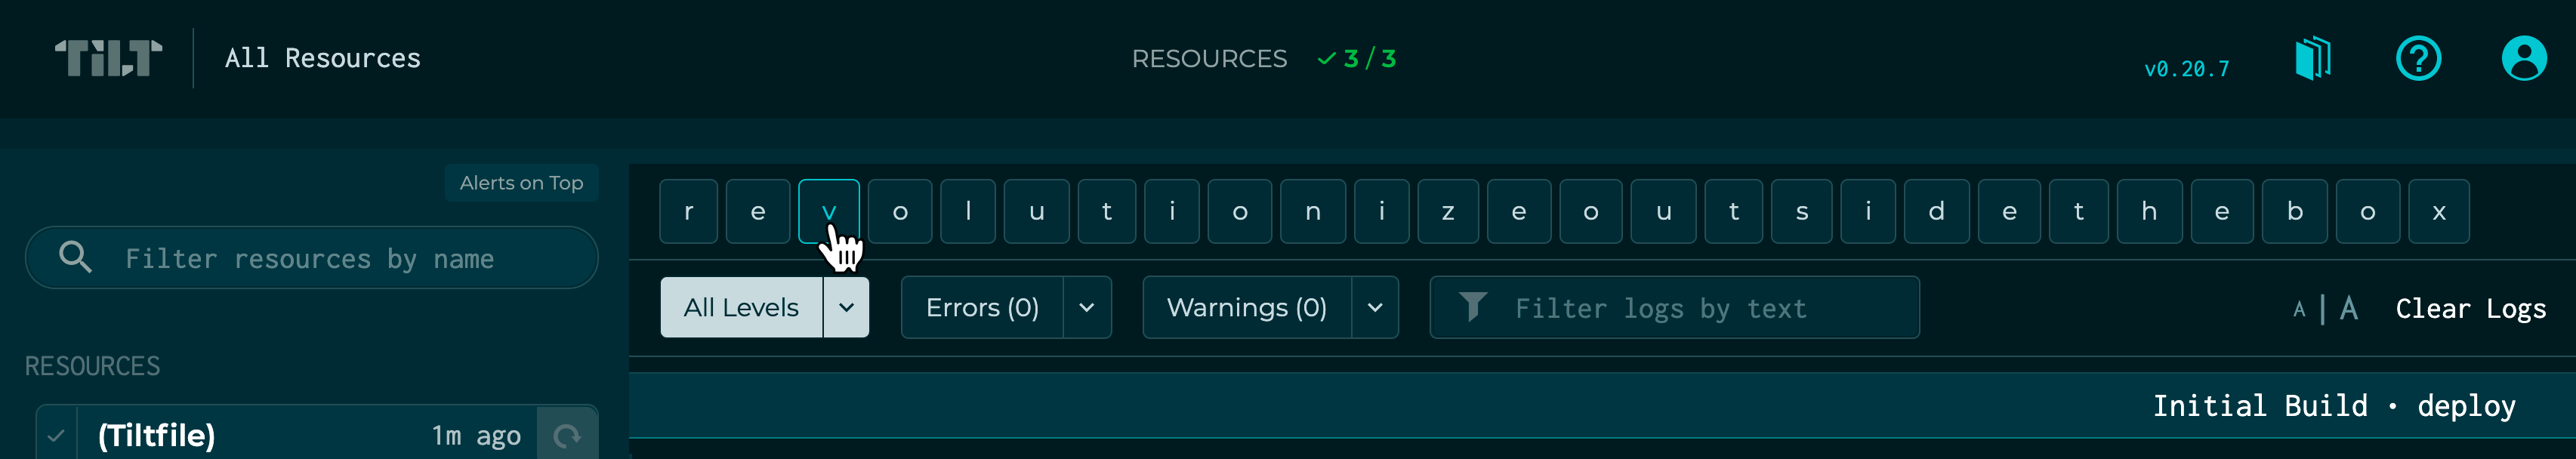 TILT All Resources RESOURCES ✓ 3 / 3 v0.20.7
Alerts on Top
r e v o l u t i o n i z e o u t s i d e t h e b o x
Filter resources by name
All Levels Errors (0) Warnings (0) Filter logs by text A | A Clear Logs
RESOURCES
Initial Build • deploy
(Tiltfile) 1m ago